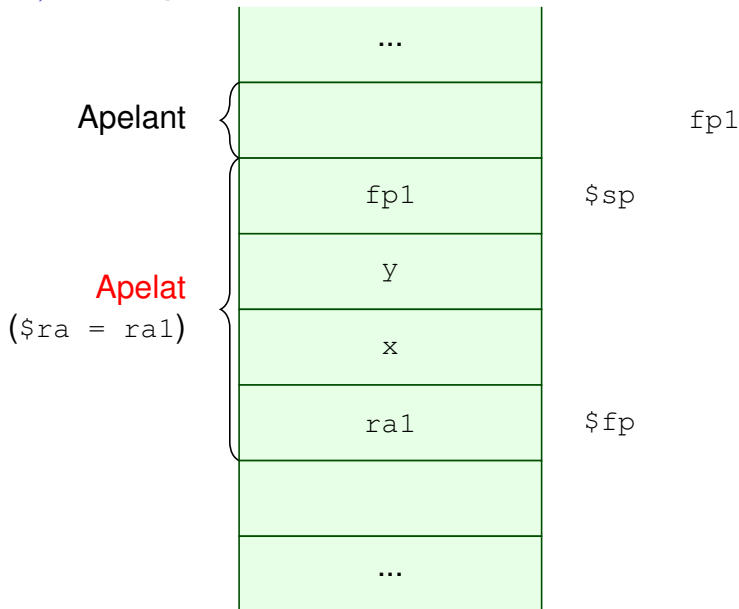 ...
Apelant
fp1
fp1
$sp
y
Apelat
($ra = ra1)
x
ra1
$fp
...